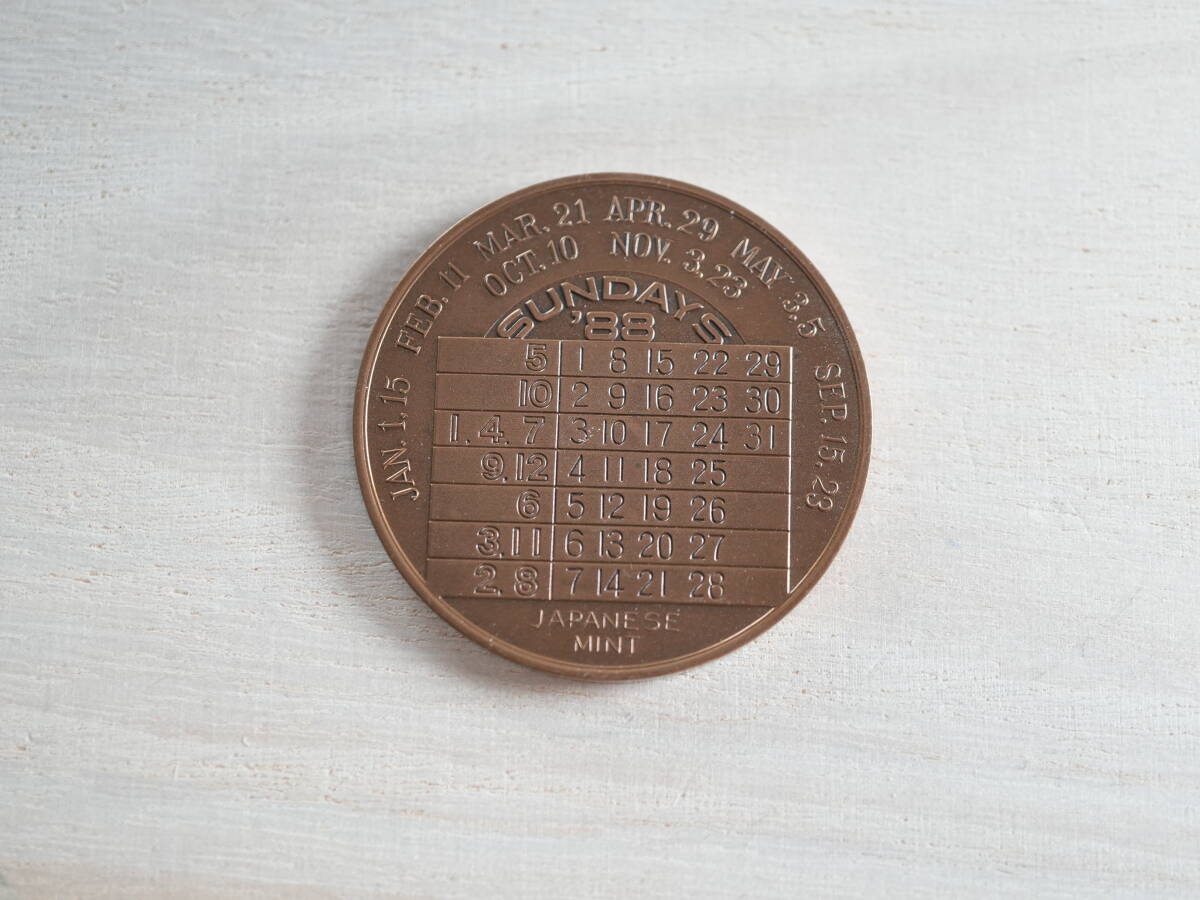 JAN. 1. 15 FEB. 11 MAR. 21 APR. 29 MAY 3. 5 SEP. 15. 23
OCT. 10 NOV. 3. 23
SUNDAYS
'88
5 1 8 15 22 29
10 2 9 16 23 30
1. 4. 7 3 10 17 24 31
9. 12 4 11 18 25
6 5 12 19 26
3. 11 6 13 20 27
2. 8 7 14 21 28
JAPANESE
MINT